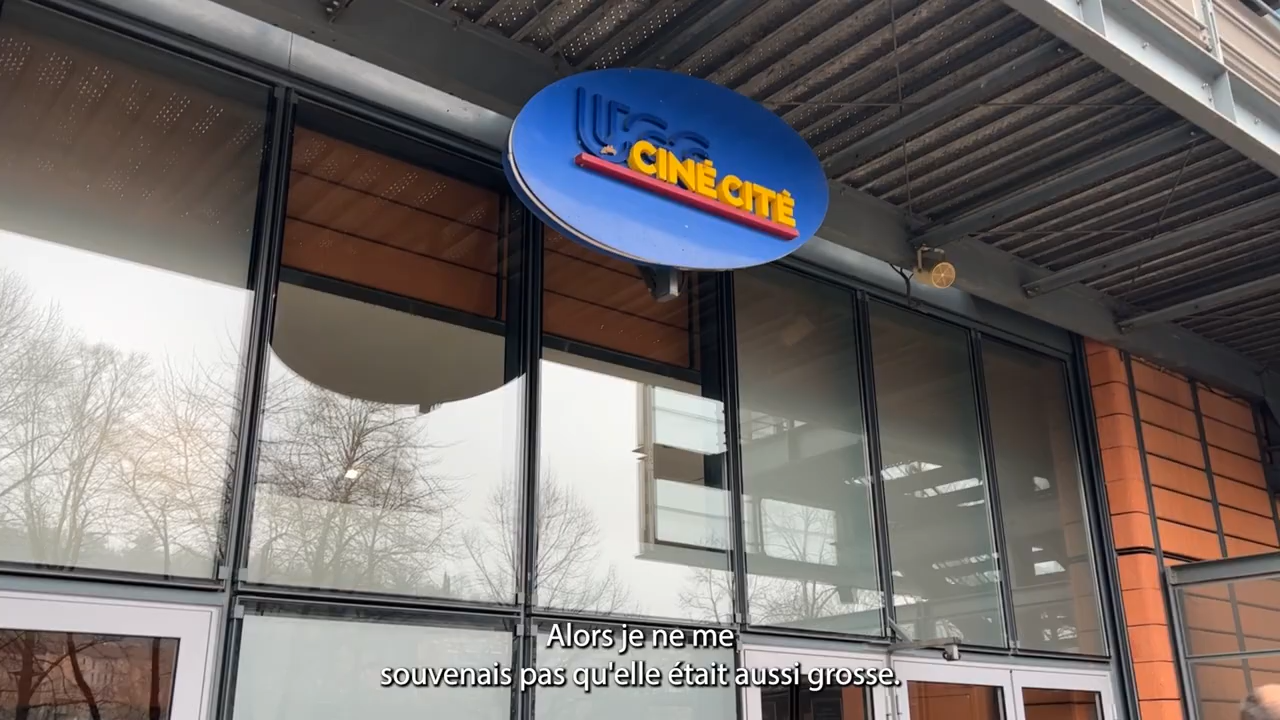 UGC
CINÉ CITÉ
Alors je ne me
souvenais pas qu'elle était aussi grosse.